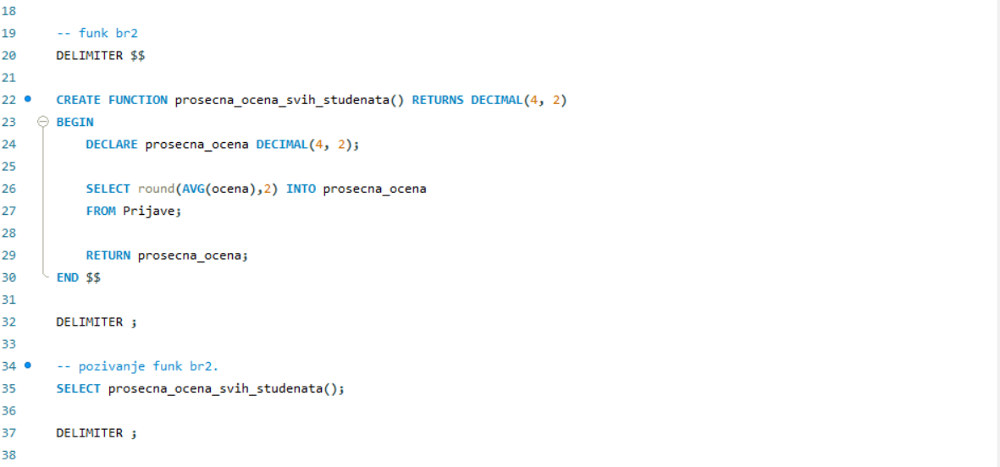 18
19 -- funk br2
20 DELIMITER $$
21
22 CREATE FUNCTION prosecna_ocena_svih_studenata() RETURNS DECIMAL(4, 2)
23 BEGIN
24 DECLARE prosecna_ocena DECIMAL(4, 2);
25
26 SELECT round(AVG(ocena),2) INTO prosecna_ocena
27 FROM Prijave;
28
29 RETURN prosecna_ocena;
30 END $$
31
32 DELIMITER ;
33
34 -- pozivanje funk br2.
35 SELECT prosecna_ocena_svih_studenata();
36
37 DELIMITER ;
38